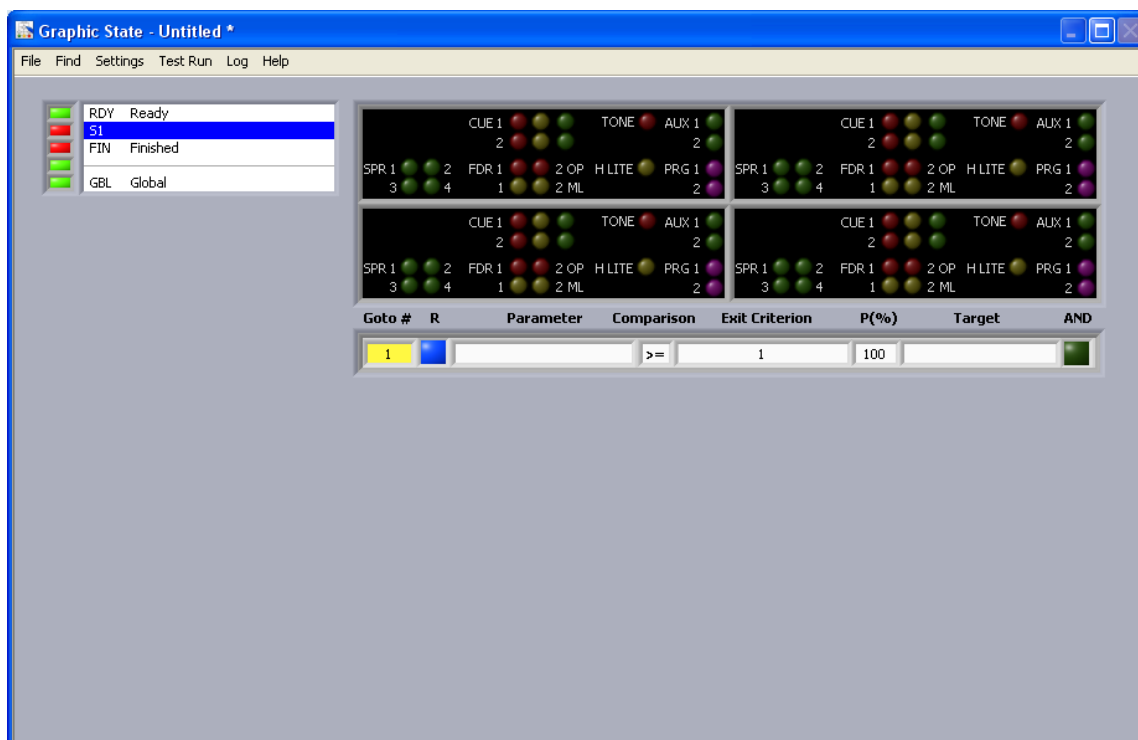 Graphic State - Untitled *
File Find Settings Test Run Log Help
RDY Ready
S1
FIN Finished
GBL Global
CUE 1 TONE AUX 1
2 2
SPR 1 2 FDR 1 2 OP H LITE PRG 1
3 4 1 2 ML 2
CUE 1 TONE AUX 1
2 2
SPR 1 2 FDR 1 2 OP H LITE PRG 1
3 4 1 2 ML 2
CUE 1 TONE AUX 1
2 2
SPR 1 2 FDR 1 2 OP H LITE PRG 1
3 4 1 2 ML 2
CUE 1 TONE AUX 1
2 2
SPR 1 2 FDR 1 2 OP H LITE PRG 1
3 4 1 2 ML 2
Goto # R Parameter Comparison Exit Criterion P(%) Target AND
1 >= 1 100